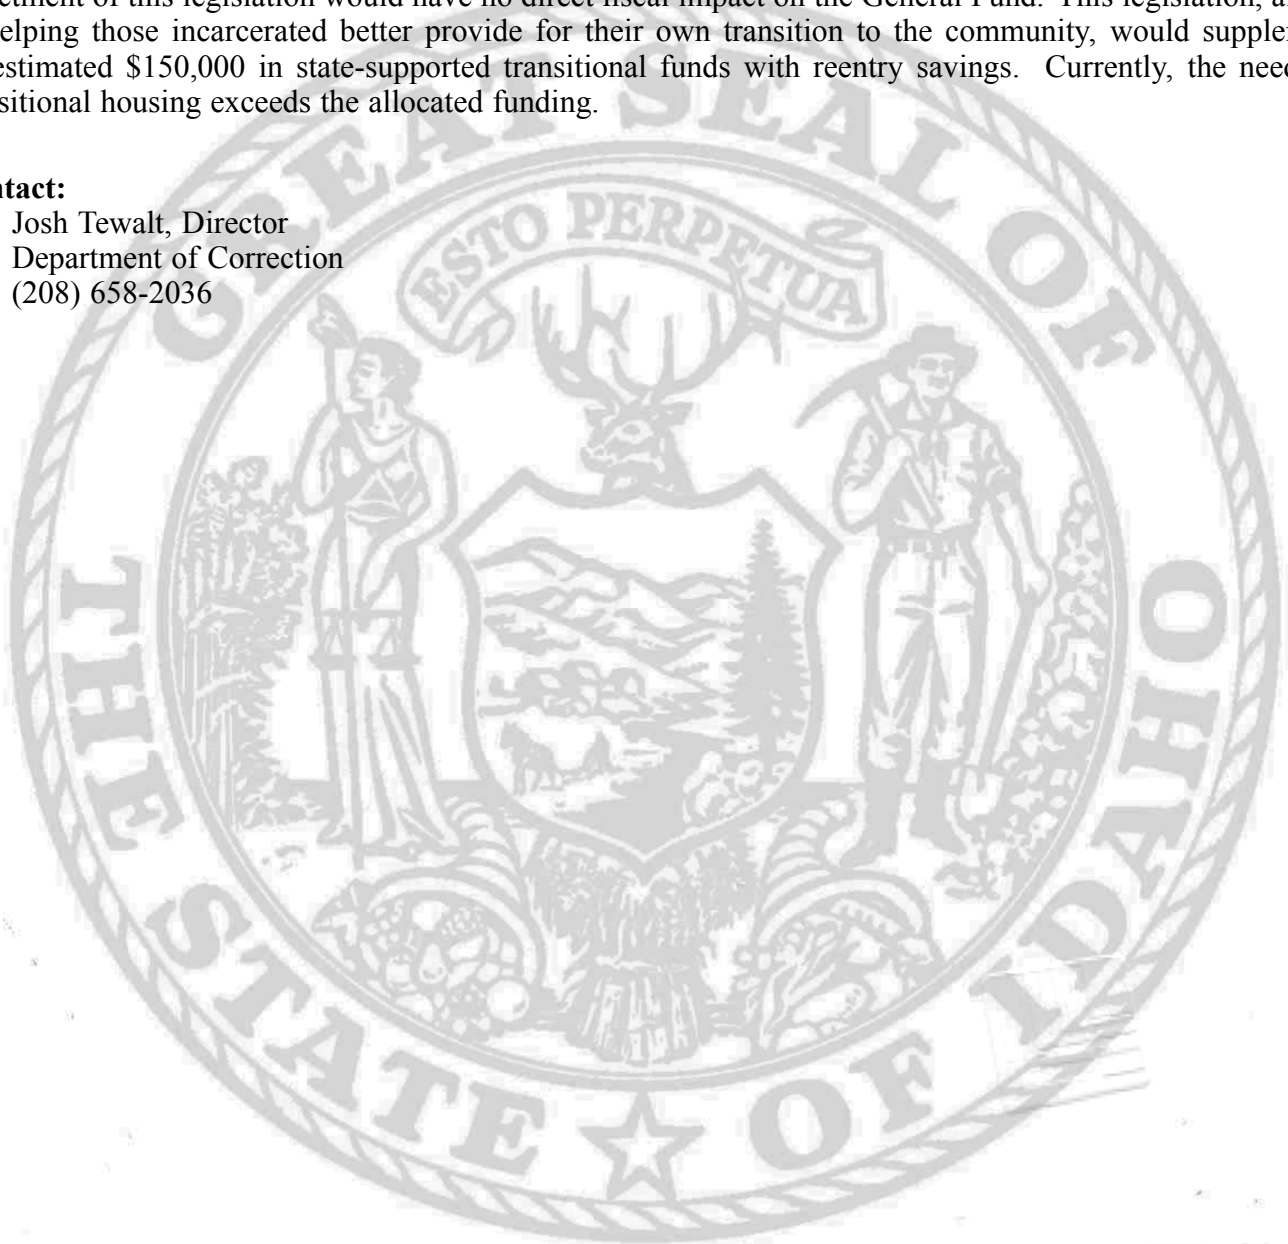 ctment of this legislation would have no direct fiscal impact on the General Fund. This legislation, a
elping those incarcerated better provide for their own transition to the community, would supple
estimated $150,000 in state-supported transitional funds with reentry savings. Currently, the need
sitional housing exceeds the allocated funding.
ntact:
Josh Tewalt, Director
Department of Correction
(208) 658-2036
GREAT SEAL OF
THE STATE ☆ OF IDAHO
ESTO PERPETUA